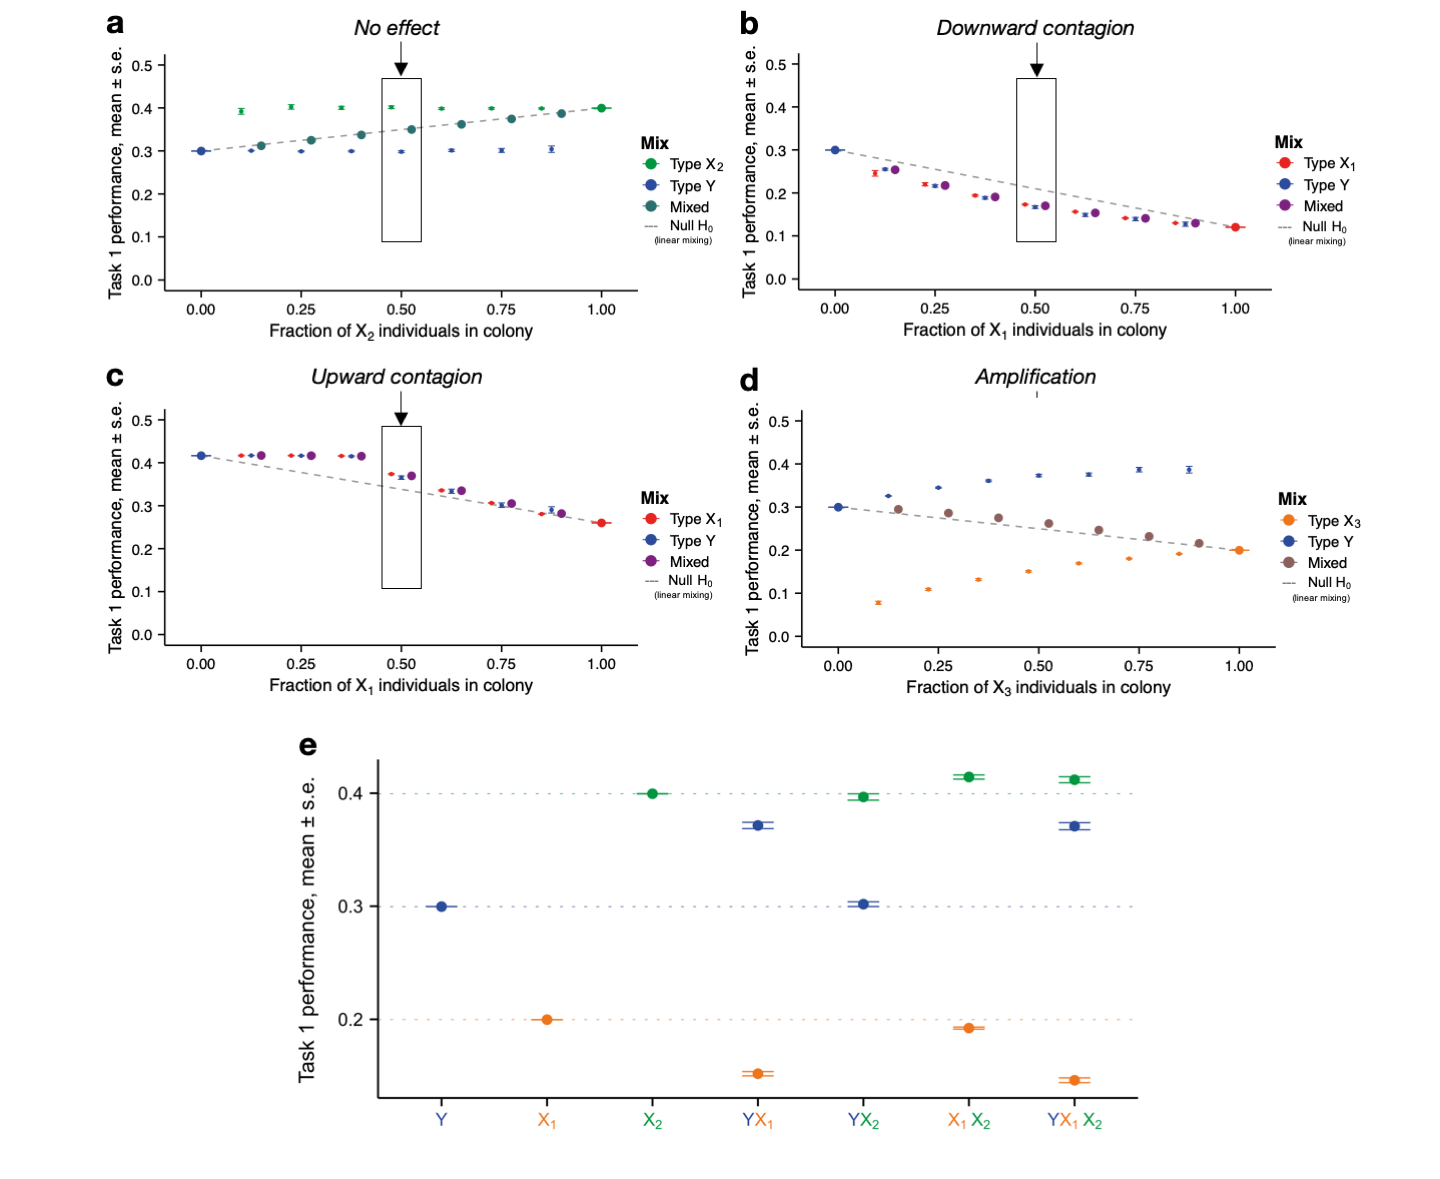 a
No effect
Task 1 performance, mean ± s.e.
0.5
0.4
0.3
0.2
0.1
0.0
0.00 0.25 0.50 0.75 1.00
Fraction of X₂ individuals in colony
Mix
Type X₂
Type Y
Mixed
Null H₀
(linear mixing)
b
Downward contagion
Task 1 performance, mean ± s.e.
0.5
0.4
0.3
0.2
0.1
0.0
0.00 0.25 0.50 0.75 1.00
Fraction of X₁ individuals in colony
Mix
Type X₁
Type Y
Mixed
Null H₀
(linear mixing)
c
Upward contagion
Task 1 performance, mean ± s.e.
0.5
0.4
0.3
0.2
0.1
0.0
0.00 0.25 0.50 0.75 1.00
Fraction of X₁ individuals in colony
Mix
Type X₁
Type Y
Mixed
Null H₀
(linear mixing)
d
Amplification
Task 1 performance, mean ± s.e.
0.5
0.4
0.3
0.2
0.1
0.0
0.00 0.25 0.50 0.75 1.00
Fraction of X₃ individuals in colony
Mix
Type X₃
Type Y
Mixed
Null H₀
(linear mixing)
e
Task 1 performance, mean ± s.e.
0.4
0.3
0.2
Y X₁ X₂ YX₁ YX₂ X₁ X₂ YX₁ X₂